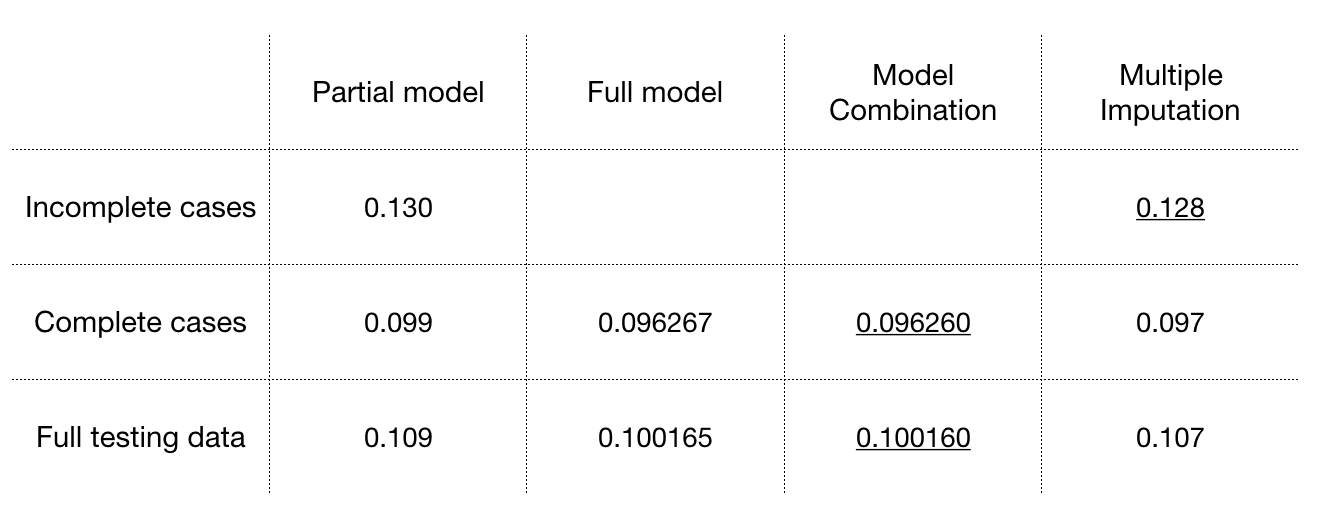 Partial model Full model Model Combination Multiple Imputation
Incomplete cases 0.130 0.128
Complete cases 0.099 0.096267 0.096260 0.097
Full testing data 0.109 0.100165 0.100160 0.107